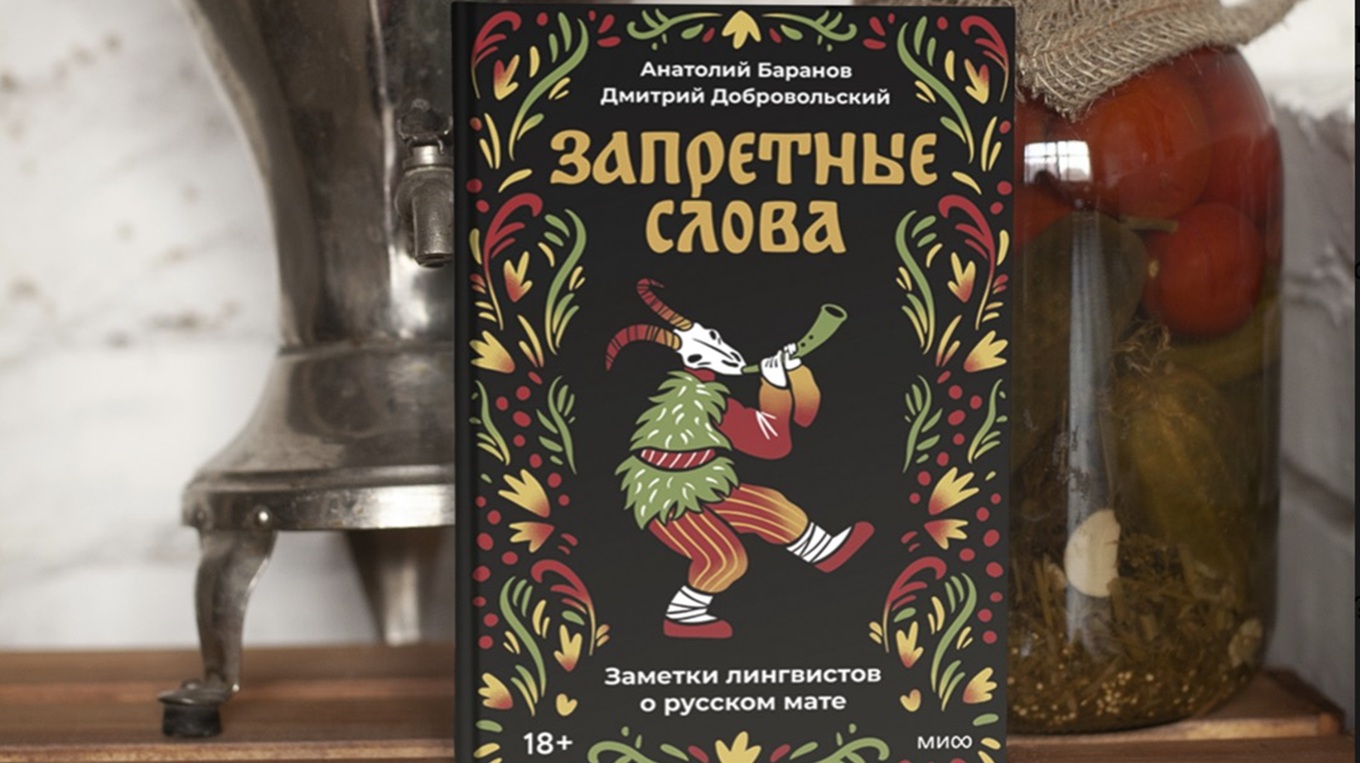 Анатолий Баранов
Дмитрий Добровольский
ЗАПРЕТНЫЕ
СЛОВА
Заметки лингвистов
о русском мате
18+
миф